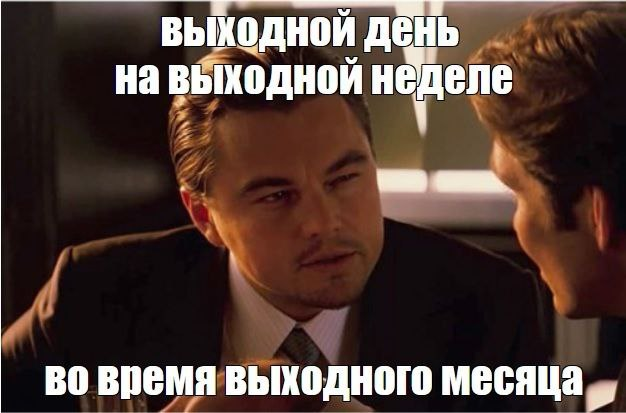 выходной день
на выходной неделе
во время выходного месяца